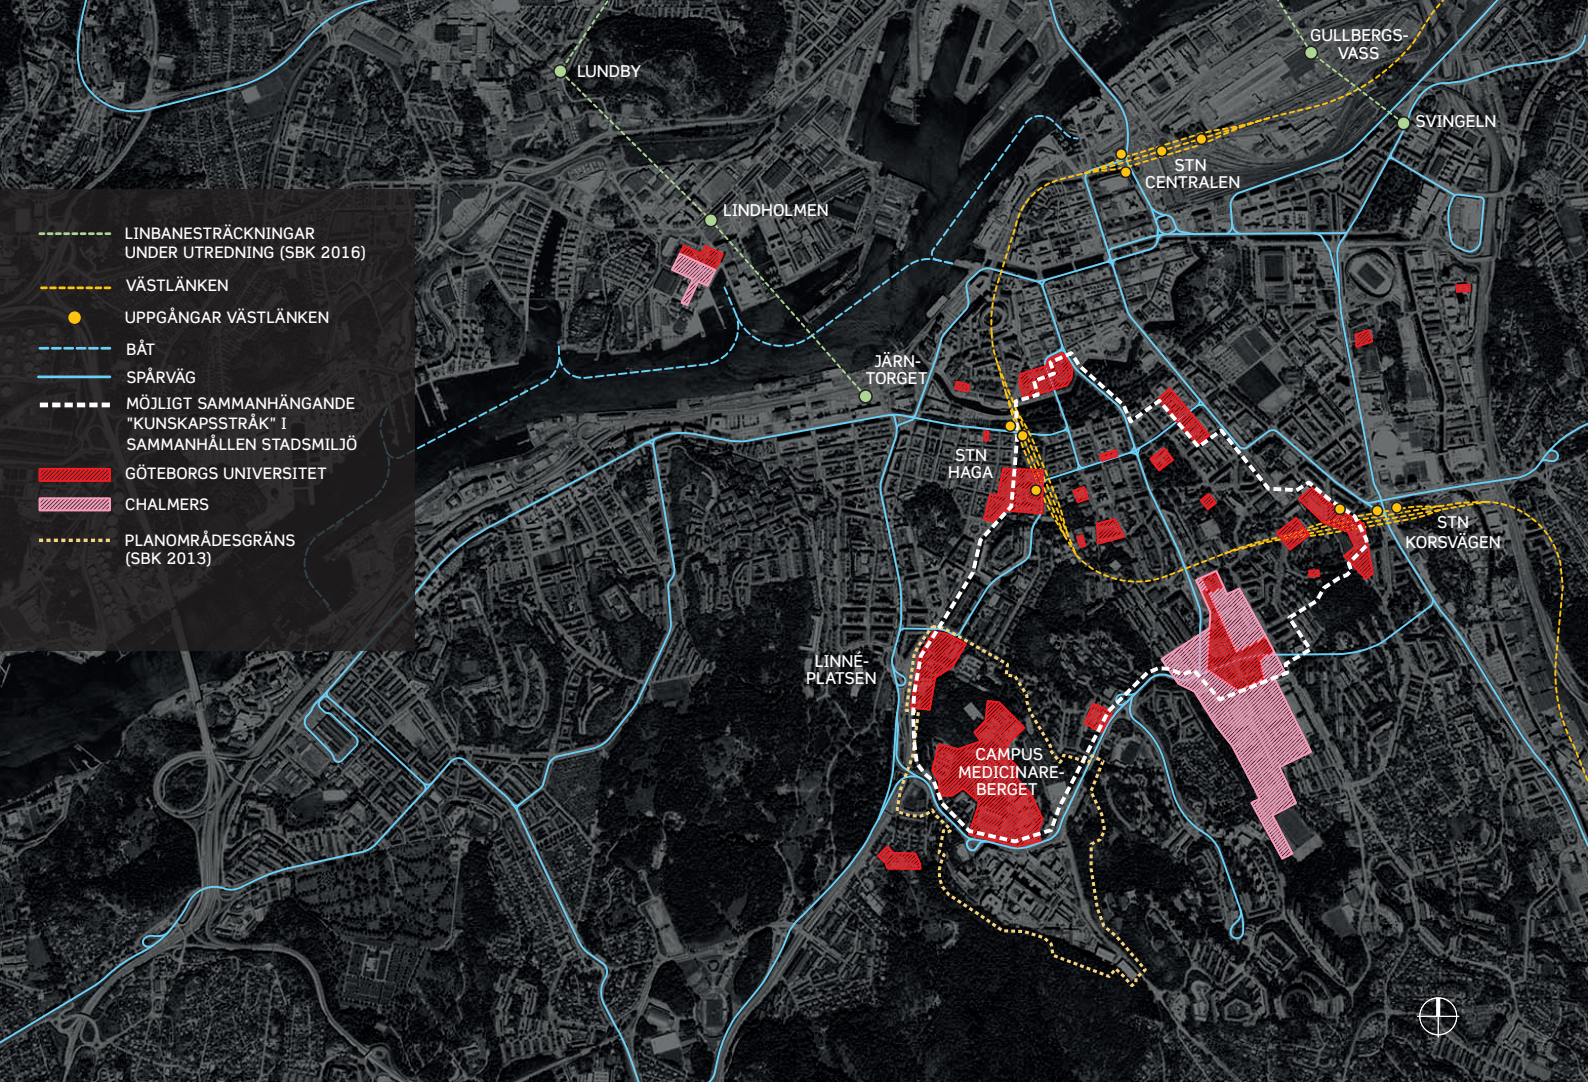 GULLBERGS-
VASS
LUNDBY
SVINGELN
STN
CENTRALEN
LINDHOLMEN
LINBANESTRÄCKNINGAR
UNDER UTREDNING (SBK 2016)
VÄSTLÄNKEN
UPPGÅNGAR VÄSTLÄNKEN
BÅT
SPÅRVÄG
MÖJLIGT SAMMANHÄNGANDE
"KUNSKAPSSTRÅK" I
SAMMANHÅLLEN STADSMILJÖ
GÖTEBORGS UNIVERSITET
CHALMERS
PLANOMRÅDESGRÄNS
(SBK 2013)
JÄRN-
TORGET
STN
HAGA
STN
KORSVÄGEN
LINNÉ-
PLATSEN
CAMPUS
MEDICINARE-
BERGET